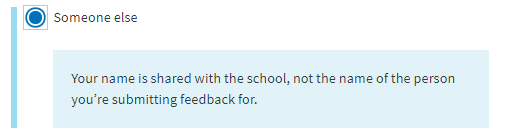 Someone else
Your name is shared with the school, not the name of the person
you’re submitting feedback for.